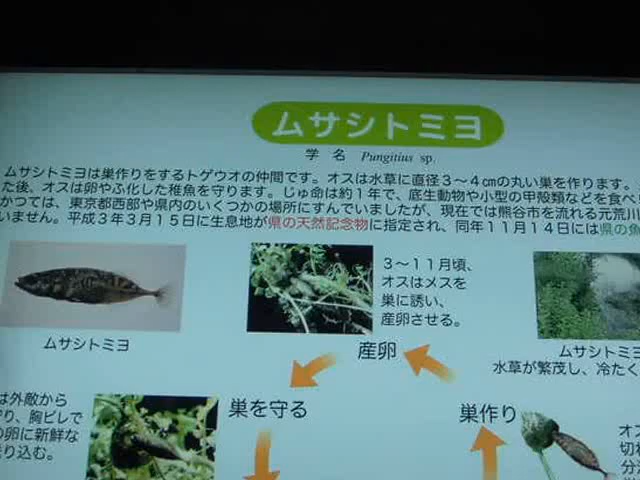 ムサシトミヨ
学 名 Pungitius sp.
ムサシトミヨは巣作りをするトゲウオの仲間です。オスは水草に直径３〜４㎝の丸い巣を作ります。
た後、オスは卵やふ化した稚魚を守ります。じゅ命は約１年で、底生動物や小型の甲殻類などを食べ
かつては、東京都西部や県内のいくつかの場所にすんでいましたが、現在では熊谷市を流れる元荒川
いません。平成３年３月１５日に生息地が県の天然記念物に指定され、同年１１月１４日には県の魚
３〜１１月頃、
オスはメスを
巣に誘い、
産卵させる。
ムサシトミヨ
産卵
ムサシトミヨ
水草が繁茂し、冷たく
は外敵から
り、胸ビレで
の卵に新鮮な
り込む。
巣を守る
巣作り
オス
切れ